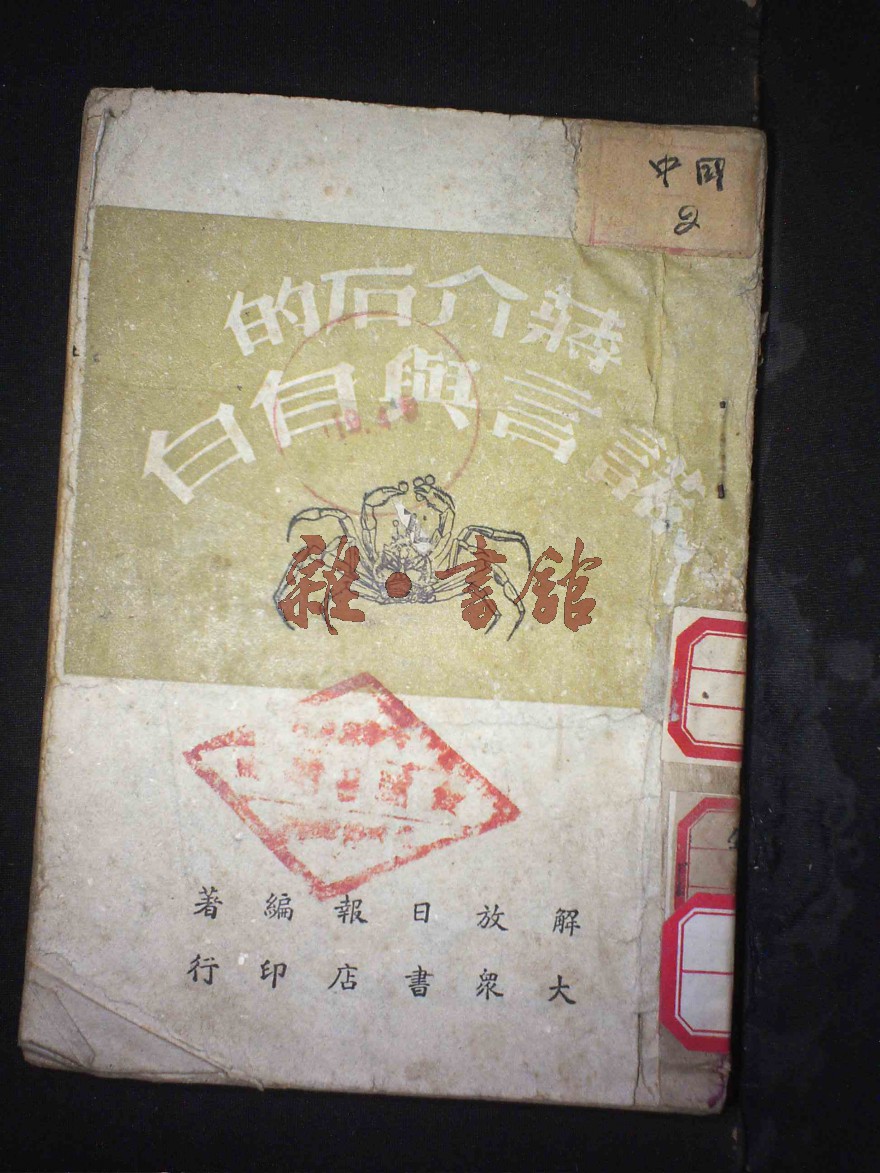 中國
2
蔣介石的
言與自白
雜・書館
解放日報編著
大衆書店印行